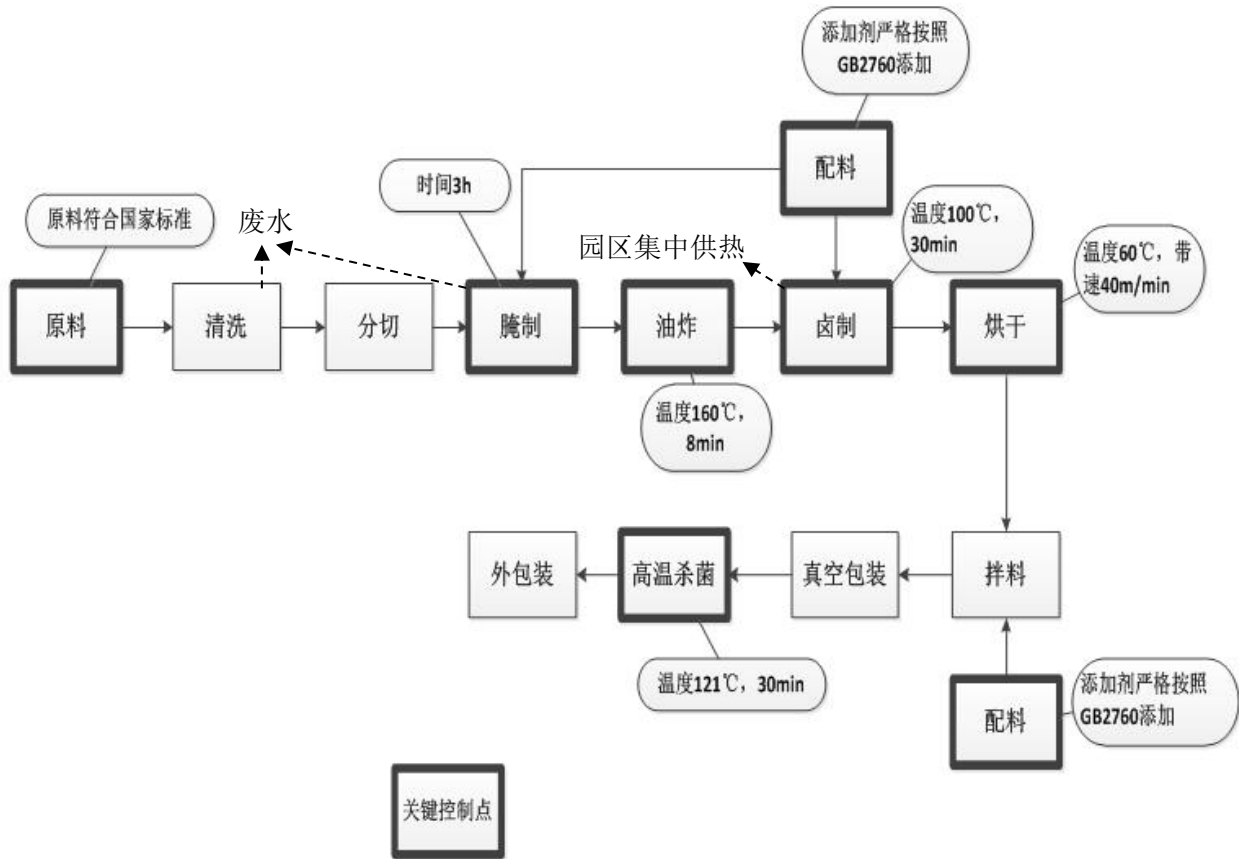 添加剂严格按照
GB2760添加
配料
时间3h
原料符合国家标准
废水
园区集中供热
温度100℃，
30min
温度60℃，带
速40m/min
原料
清洗
分切
腌制
油炸
卤制
烘干
温度160℃，
8min
外包装
高温杀菌
真空包装
拌料
温度121℃，30min
配料
添加剂严格按照
GB2760添加
关键控制点